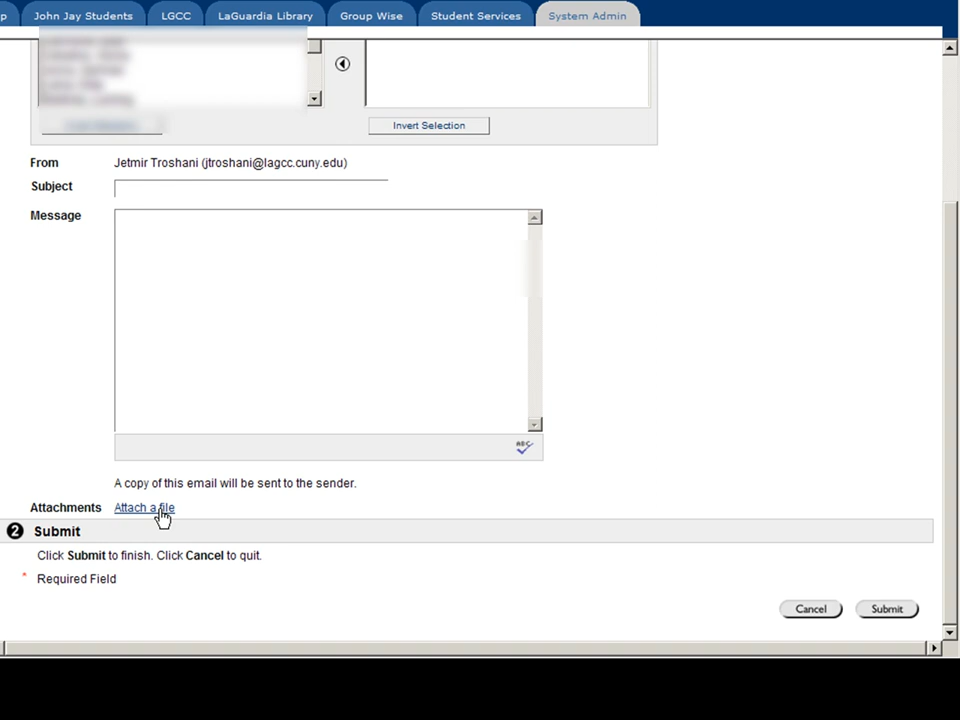 p John Jay Students LGCC LaGuardia Library Group Wise Student Services System Admin
Invert Selection
From Jetmir Troshani (jtroshani@lagcc.cuny.edu)
Subject
Message
ABC
A copy of this email will be sent to the sender.
Attachments Attach a file
2 Submit
Click Submit to finish. Click Cancel to quit.
* Required Field
Cancel Submit